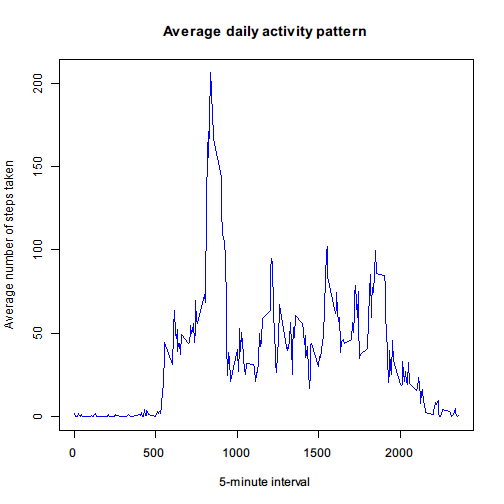 Average daily activity pattern
Average number of steps taken
200
150
100
50
0
0 500 1000 1500 2000
5-minute interval